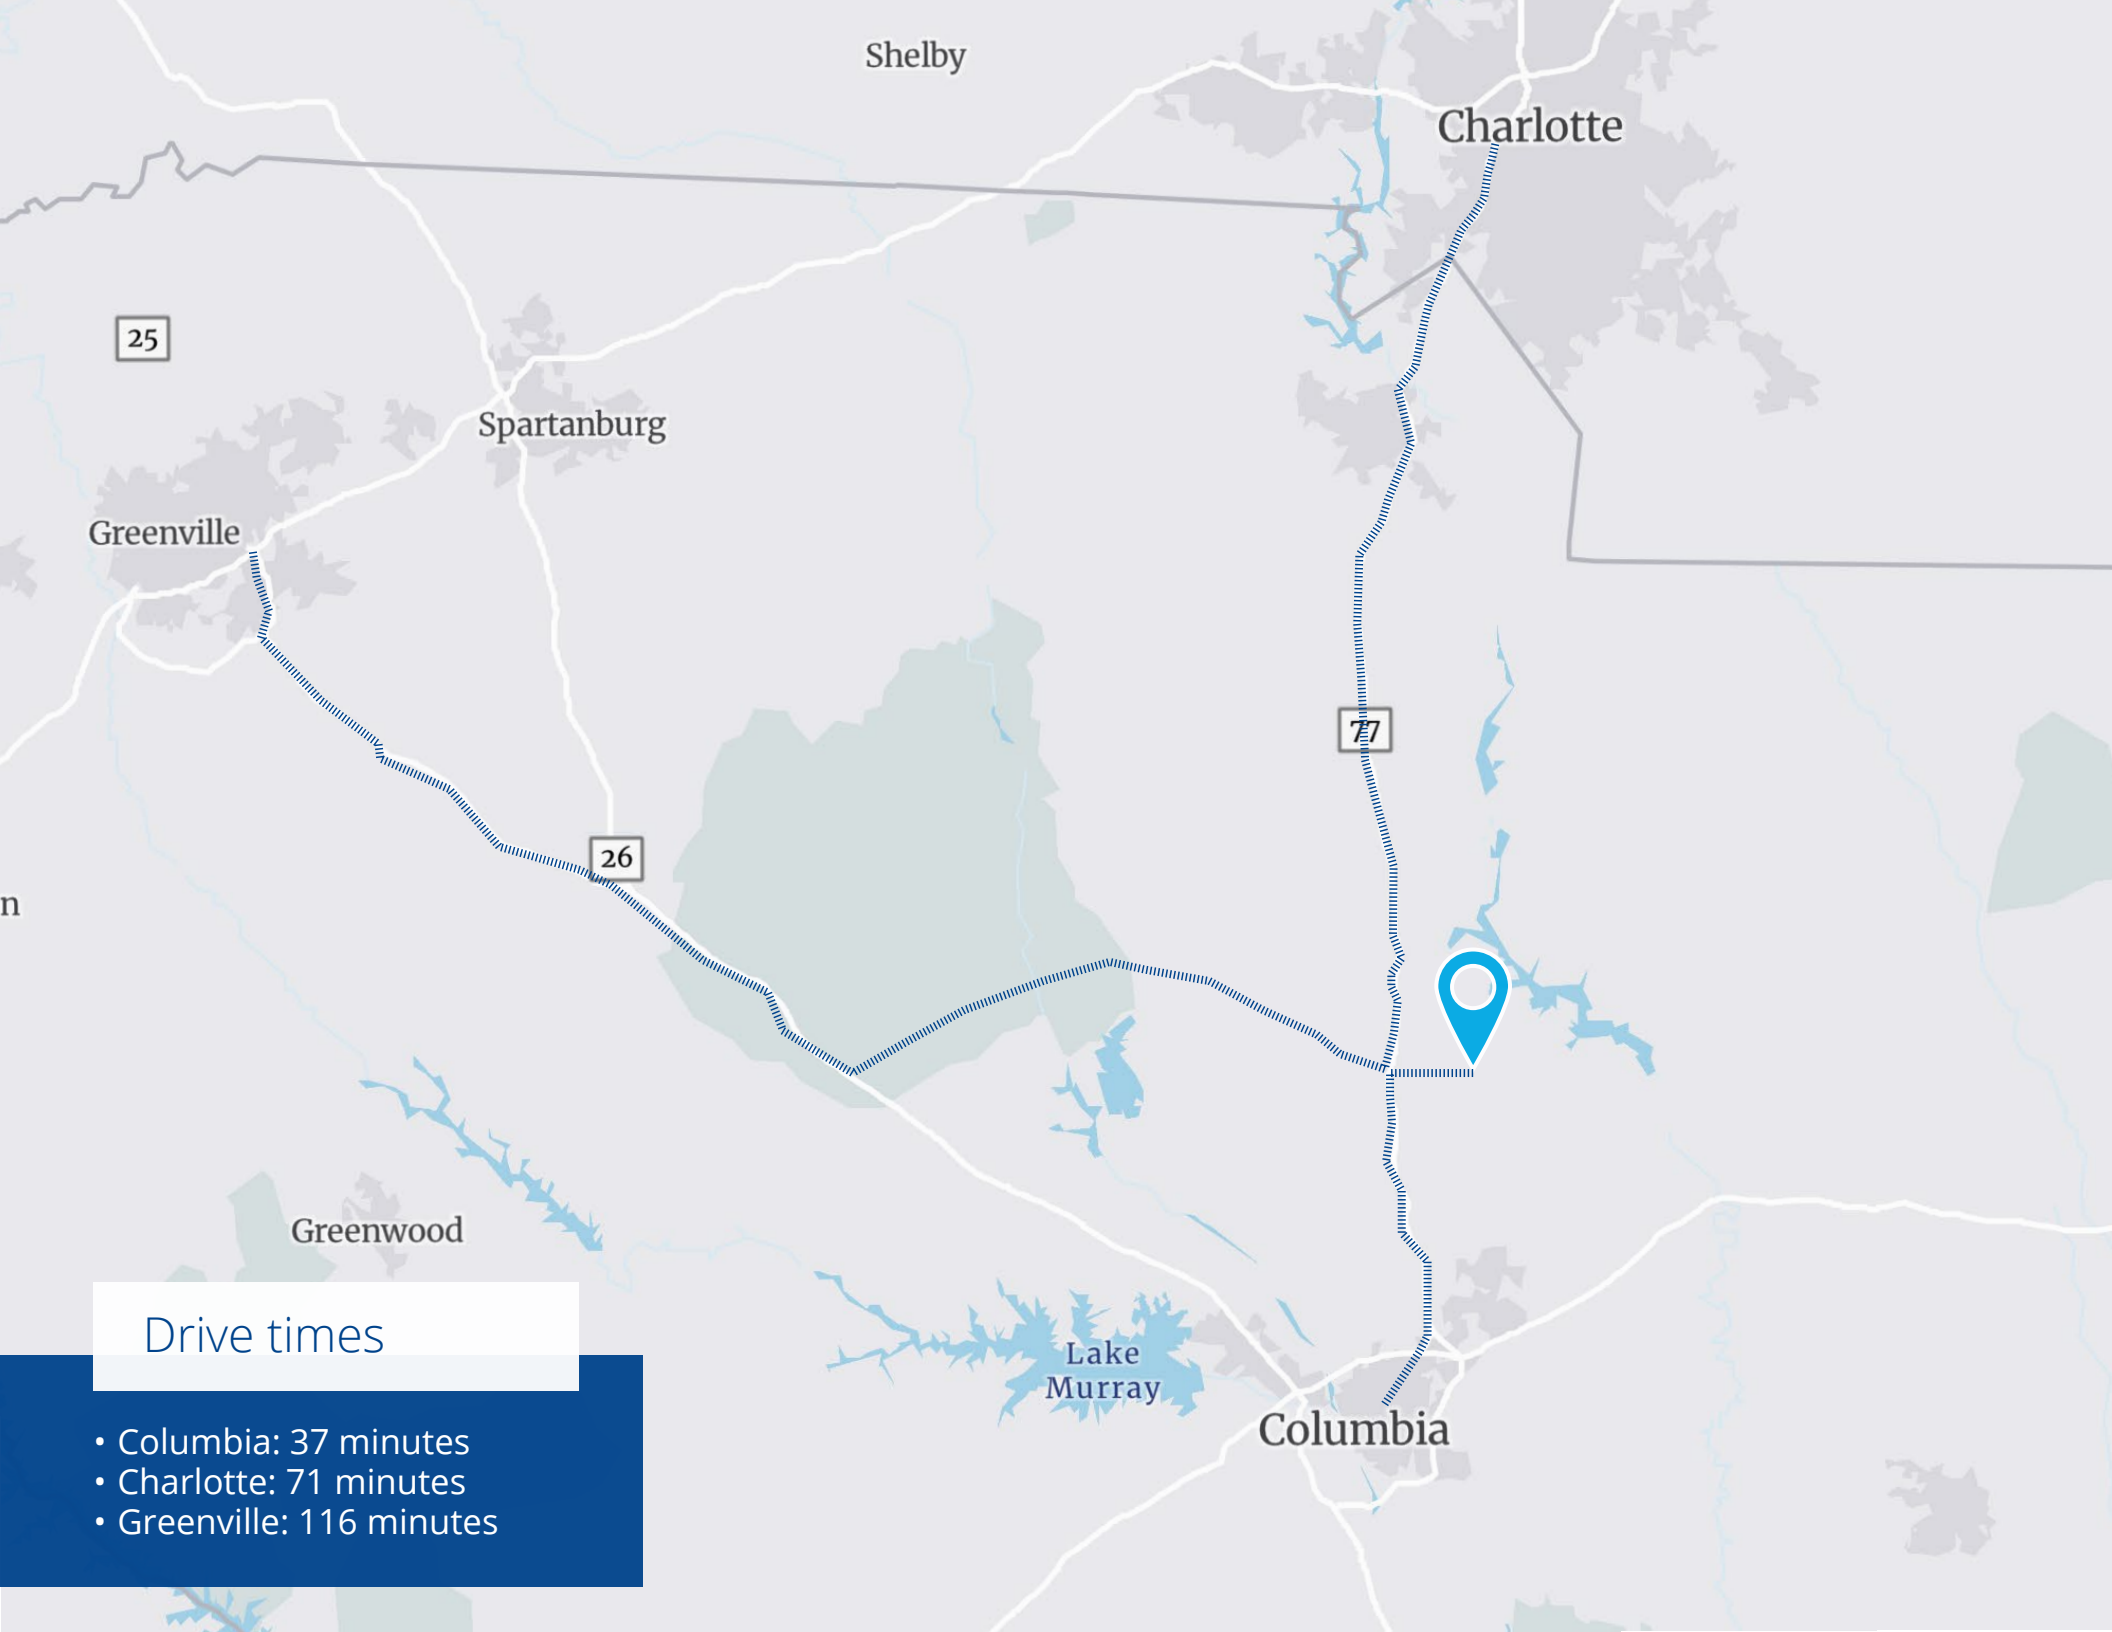 Shelby
Charlotte
25
Spartanburg
Greenville
77
26
n
Greenwood
Drive times
Lake
Murray
Columbia
• Columbia: 37 minutes
• Charlotte: 71 minutes
• Greenville: 116 minutes